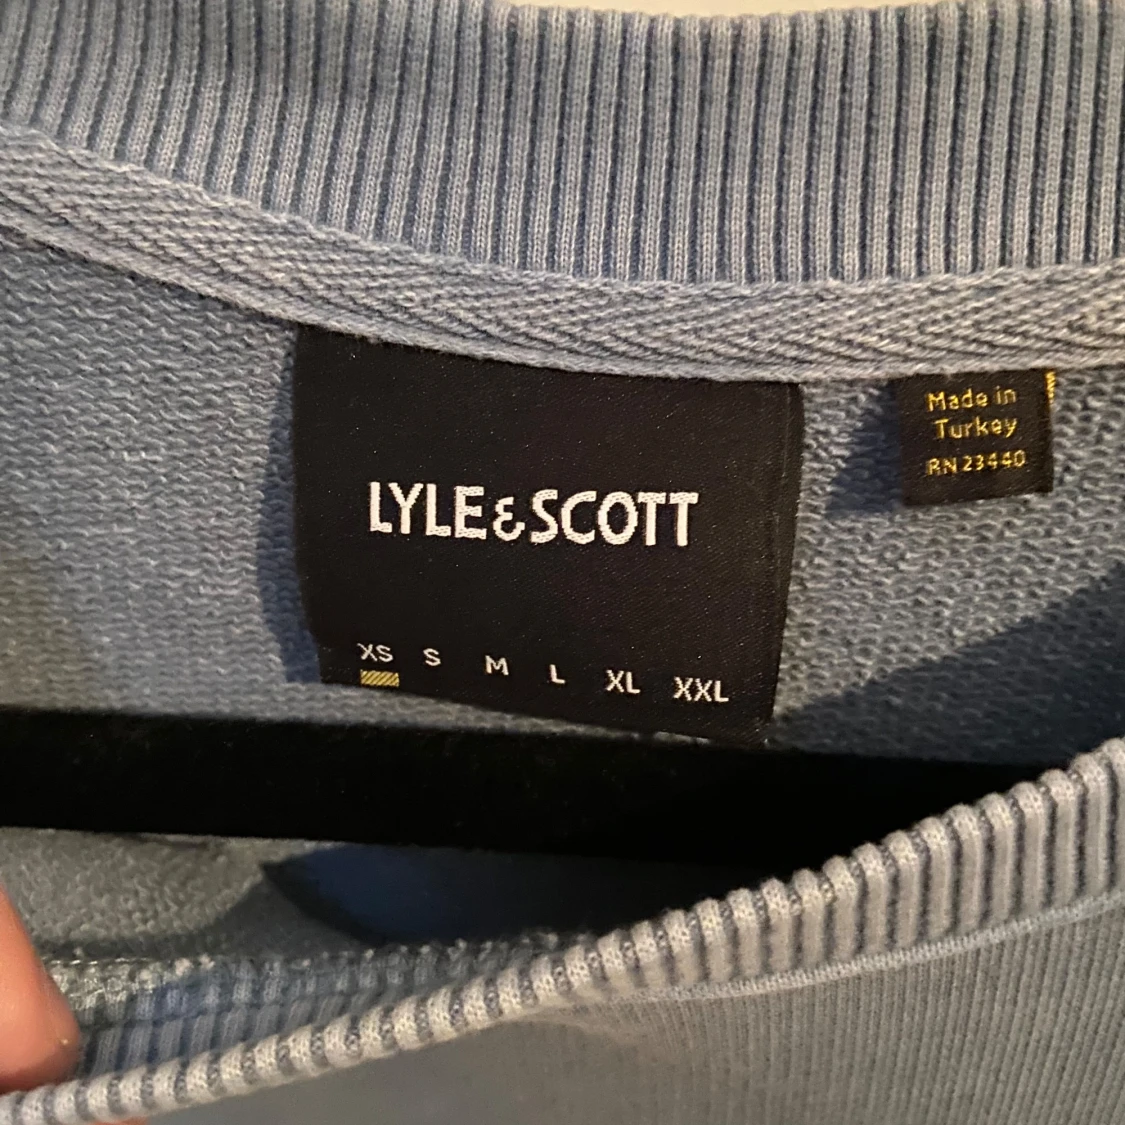 LYLE&SCOTT
XS S M L XL XXL
Made in
Turkey
RN 23440